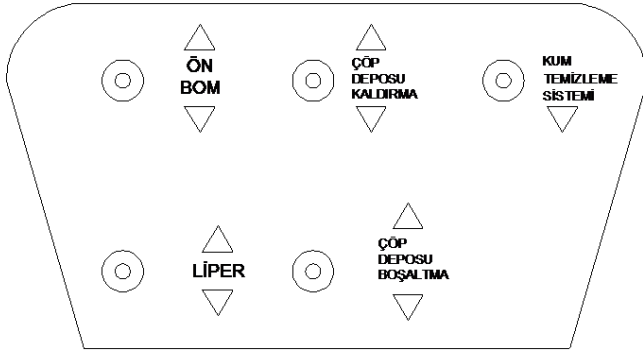 ÖN
BOM
ÇÖP
DEPOSU
KALDIRMA
KUM
TEMİZLEME
SİSTEMİ
LİPER
ÇÖP
DEPOSU
BOŞALTMA